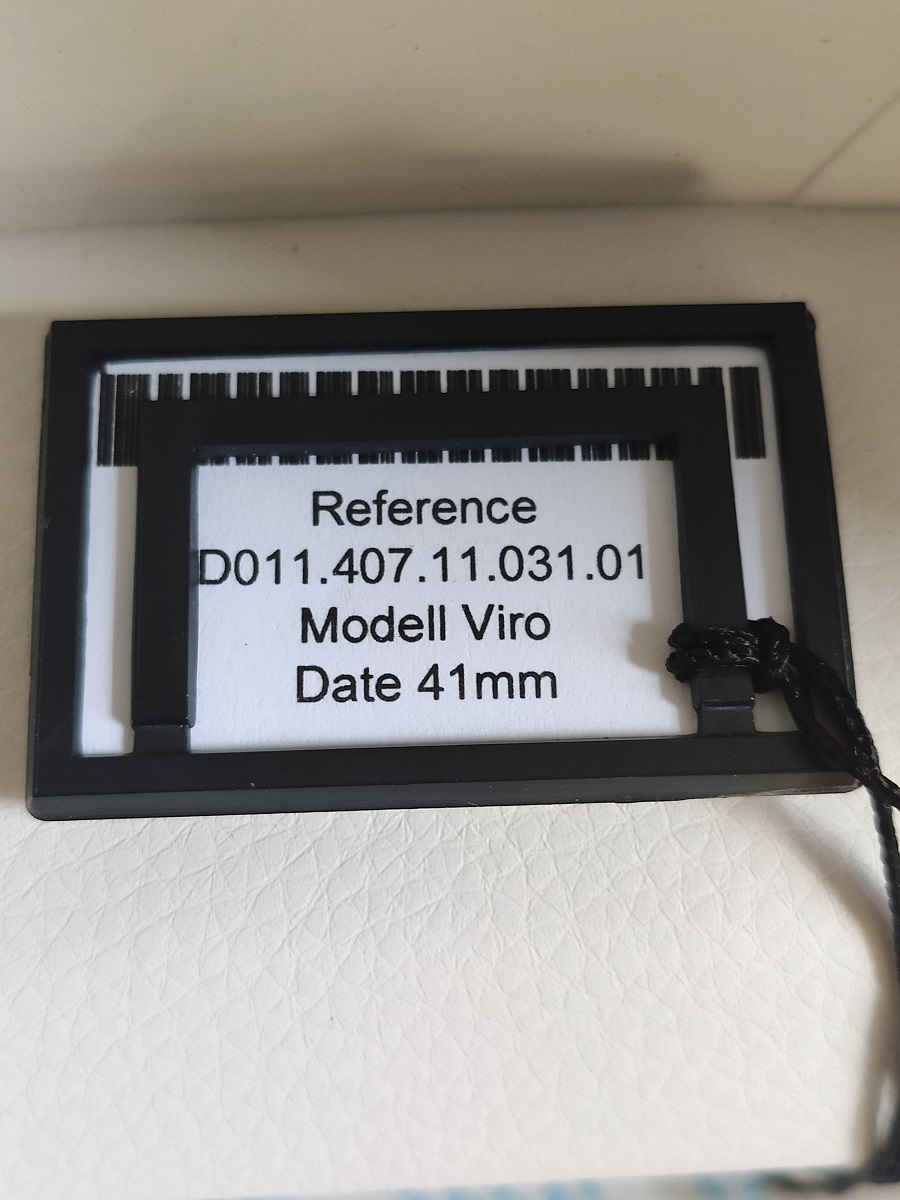 Reference
D011.407.11.031.01
Modell Viro
Date 41mm